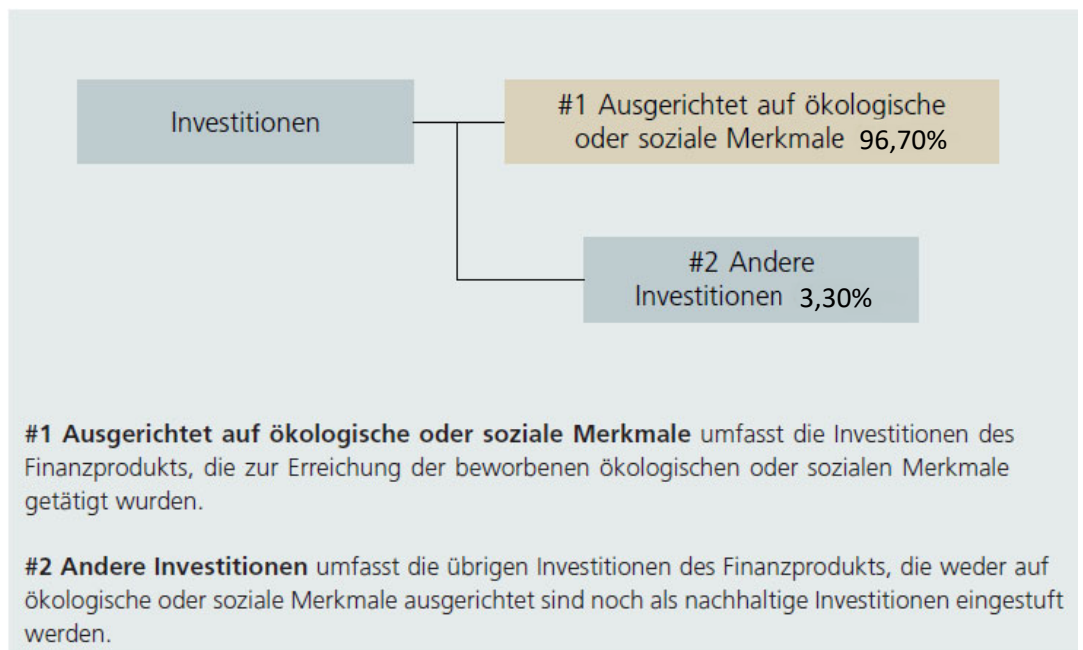 Investitionen
#1 Ausgerichtet auf ökologische
oder soziale Merkmale 96,70%
#2 Andere
Investitionen 3,30%
#1 Ausgerichtet auf ökologische oder soziale Merkmale umfasst die Investitionen des
Finanzprodukts, die zur Erreichung der beworbenen ökologischen oder sozialen Merkmale
getätigt wurden.
#2 Andere Investitionen umfasst die übrigen Investitionen des Finanzprodukts, die weder auf
ökologische oder soziale Merkmale ausgerichtet sind noch als nachhaltige Investitionen eingestuft
werden.